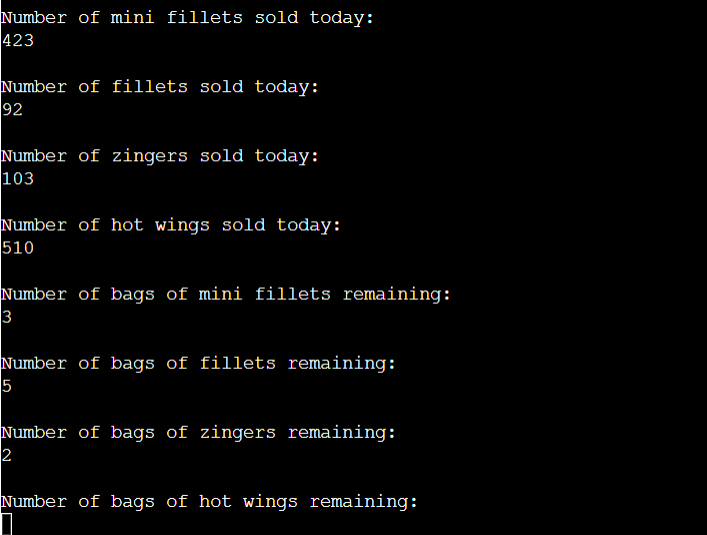 Number of mini fillets sold today:
423
Number of fillets sold today:
92
Number of zingers sold today:
103
Number of hot wings sold today:
510
Number of bags of mini fillets remaining:
3
Number of bags of fillets remaining:
5
Number of bags of zingers remaining:
2
Number of bags of hot wings remaining: